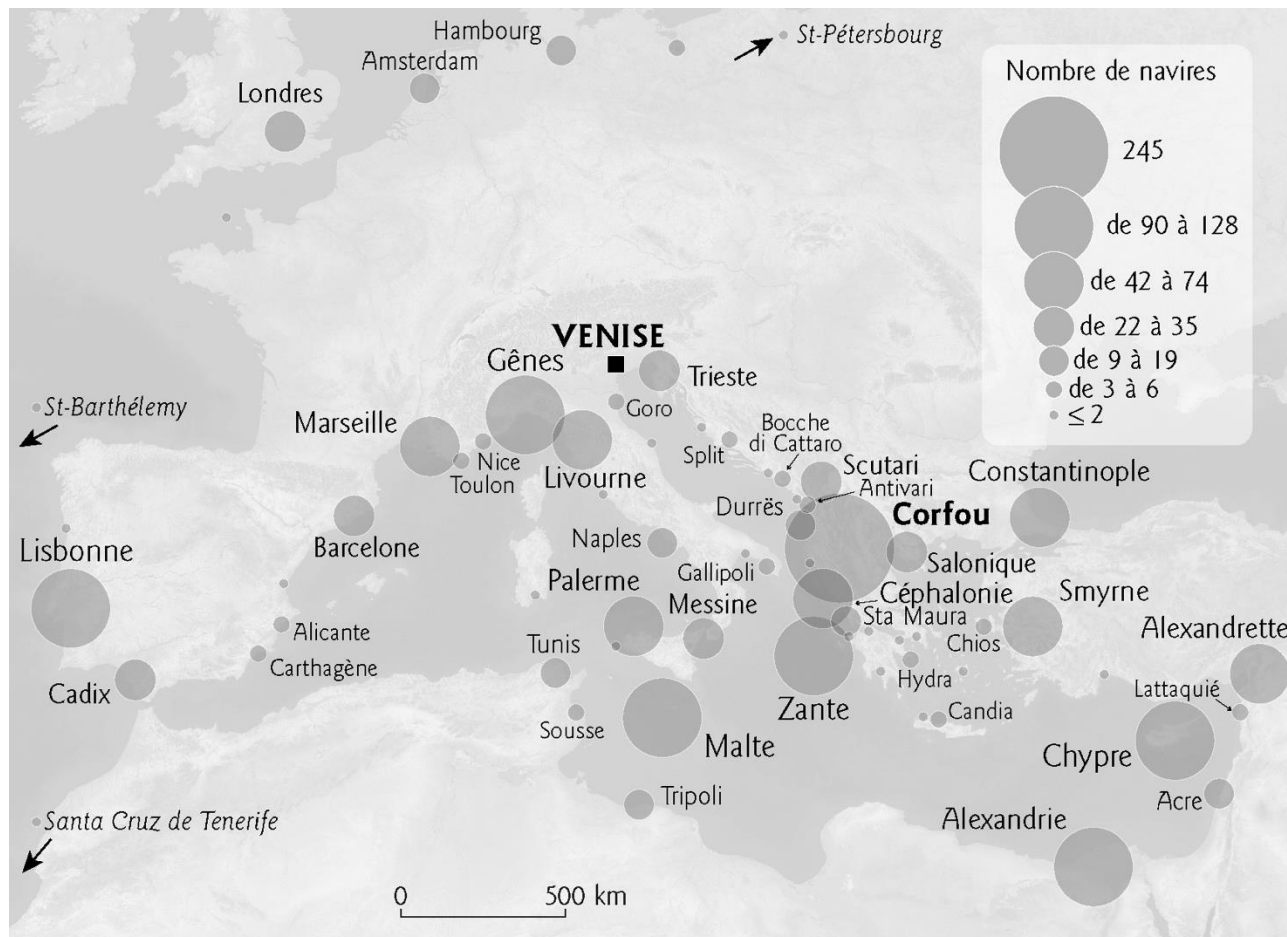 Hambourg
St-Pétersbourg
Amsterdam
Londres
Nombre de navires
245
de 90 à 128
de 42 à 74
de 22 à 35
de 9 à 19
de 3 à 6
≤ 2
VENISE
Gênes
Trieste
St-Barthélemy
Goro
Marseille
Bocche
di Cattaro
Split
Nice
Toulon
Livourne
Scutari
Antivari
Constantinople
Durrës
Corfou
Lisbonne
Barcelone
Naples
Gallipoli
Salonique
Palerme
Messine
Céphalonie
Sta Maura
Smyrne
Alicante
Tunis
Chios
Alexandrette
Carthagène
Hydra
Cadix
Lattaquié
Zante
Candia
Sousse
Malte
Chypre
Tripoli
Acre
Santa Cruz de Tenerife
Alexandrie
0 500 km